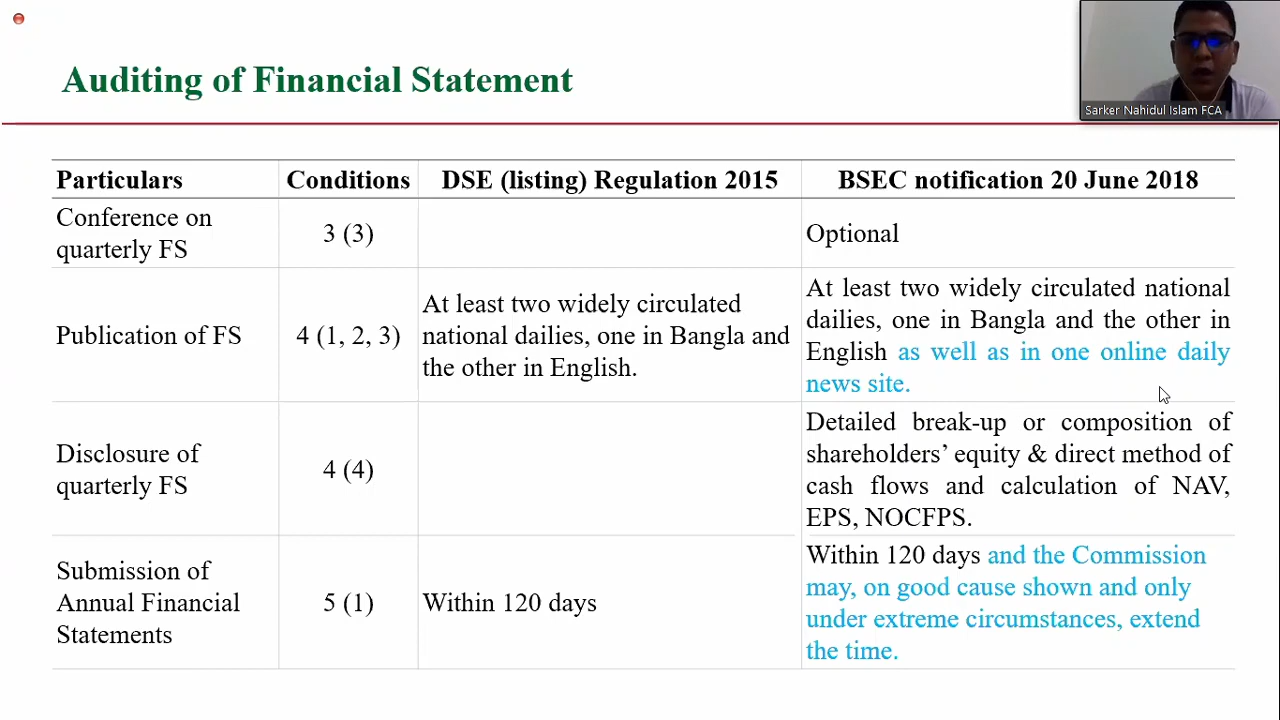 Auditing of Financial Statement
Sarker Nahidul Islam FCA
Particulars Conditions DSE (listing) Regulation 2015 BSEC notification 20 June 2018
Conference on
quarterly FS
3 (3)
Optional
Publication of FS
4 (1, 2, 3)
At least two widely circulated
national dailies, one in Bangla and
the other in English.
At least two widely circulated national
dailies, one in Bangla and the other in
English as well as in one online daily
news site.
Disclosure of
quarterly FS
4 (4)
Detailed break-up or composition of
shareholders’ equity & direct method of
cash flows and calculation of NAV,
EPS, NOCFPS.
Submission of
Annual Financial
Statements
5 (1)
Within 120 days
Within 120 days and the Commission
may, on good cause shown and only
under extreme circumstances, extend
the time.